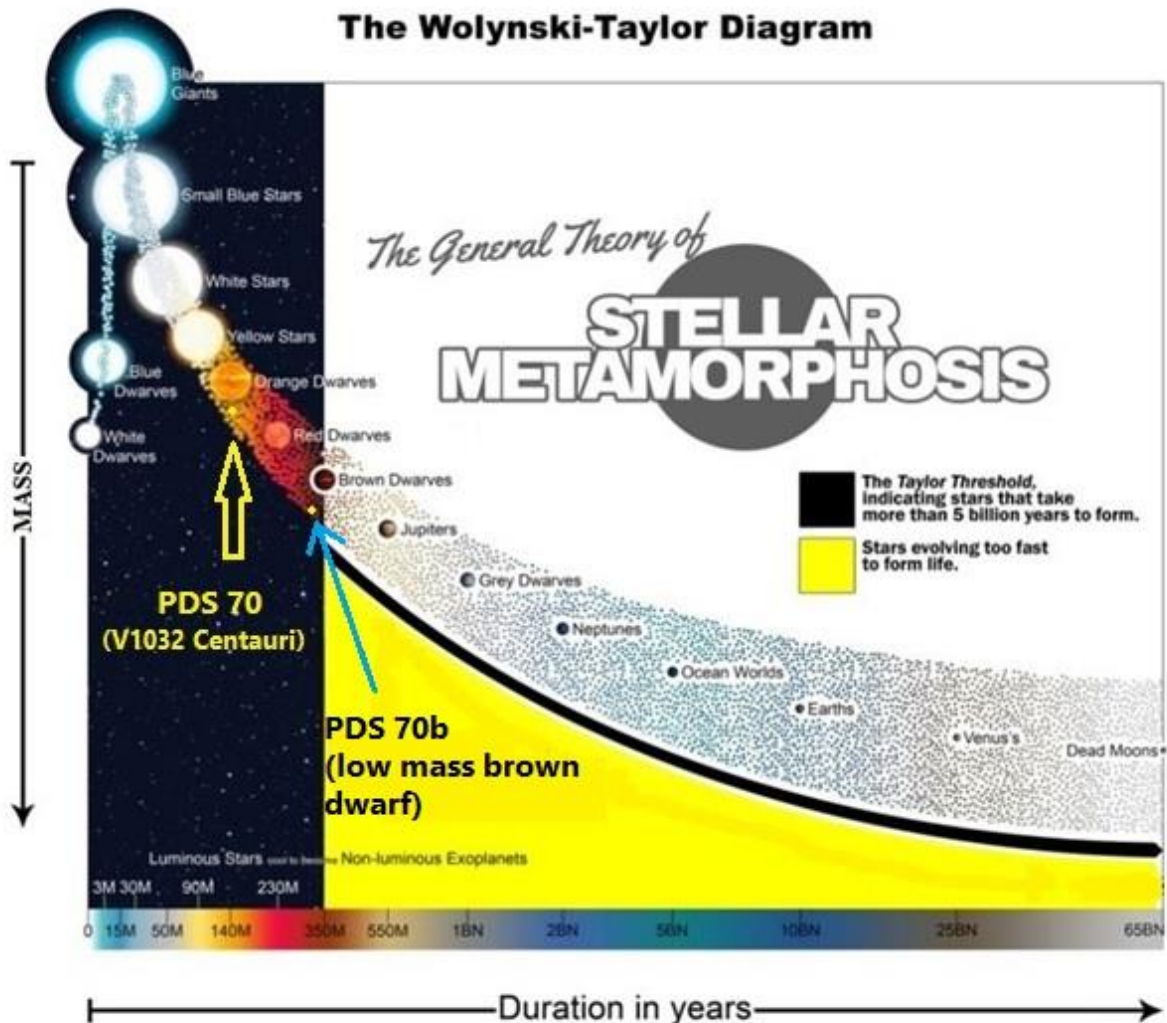 The Wolynski-Taylor Diagram
Blue
Giants
Small Blue Stars
White Stars
Yellow Stars
Blue
Dwarves
Orange Dwarves
White
Dwarves
Red Dwarves
Brown Dwarves
Jupiters
Grey Dwarves
Neptunes
Ocean Worlds
Earths
Venus's
Dead Moons
The General Theory of
STELLAR
METAMORPHOSIS
The Taylor Threshold,
indicating stars that take
more than 5 billion years to form.
Stars evolving too fast
to form life.
MASS
PDS 70
(V1032 Centauri)
PDS 70b
(low mass brown
dwarf)
Luminous Stars cool to become Non-luminous Exoplanets
3M 30M 90M 230M
0 15M 50M 140M 350M 550M 1BN 2BN 5BN 10BN 25BN 65BN
Duration in years